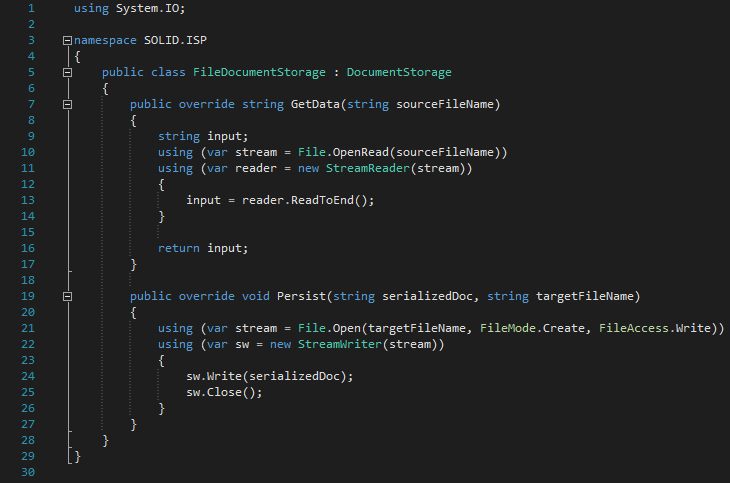 1 using System.IO;
2
3 namespace SOLID.ISP
4 {
5 public class FileDocumentStorage : DocumentStorage
6 {
7 public override string GetData(string sourceFileName)
8 {
9 string input;
10 using (var stream = File.OpenRead(sourceFileName))
11 using (var reader = new StreamReader(stream))
12 {
13 input = reader.ReadToEnd();
14 }
15
16 return input;
17 }
18
19 public override void Persist(string serializedDoc, string targetFileName)
20 {
21 using (var stream = File.Open(targetFileName, FileMode.Create, FileAccess.Write))
22 using (var sw = new StreamWriter(stream))
23 {
24 sw.Write(serializedDoc);
25 sw.Close();
26 }
27 }
28 }
29 }
30